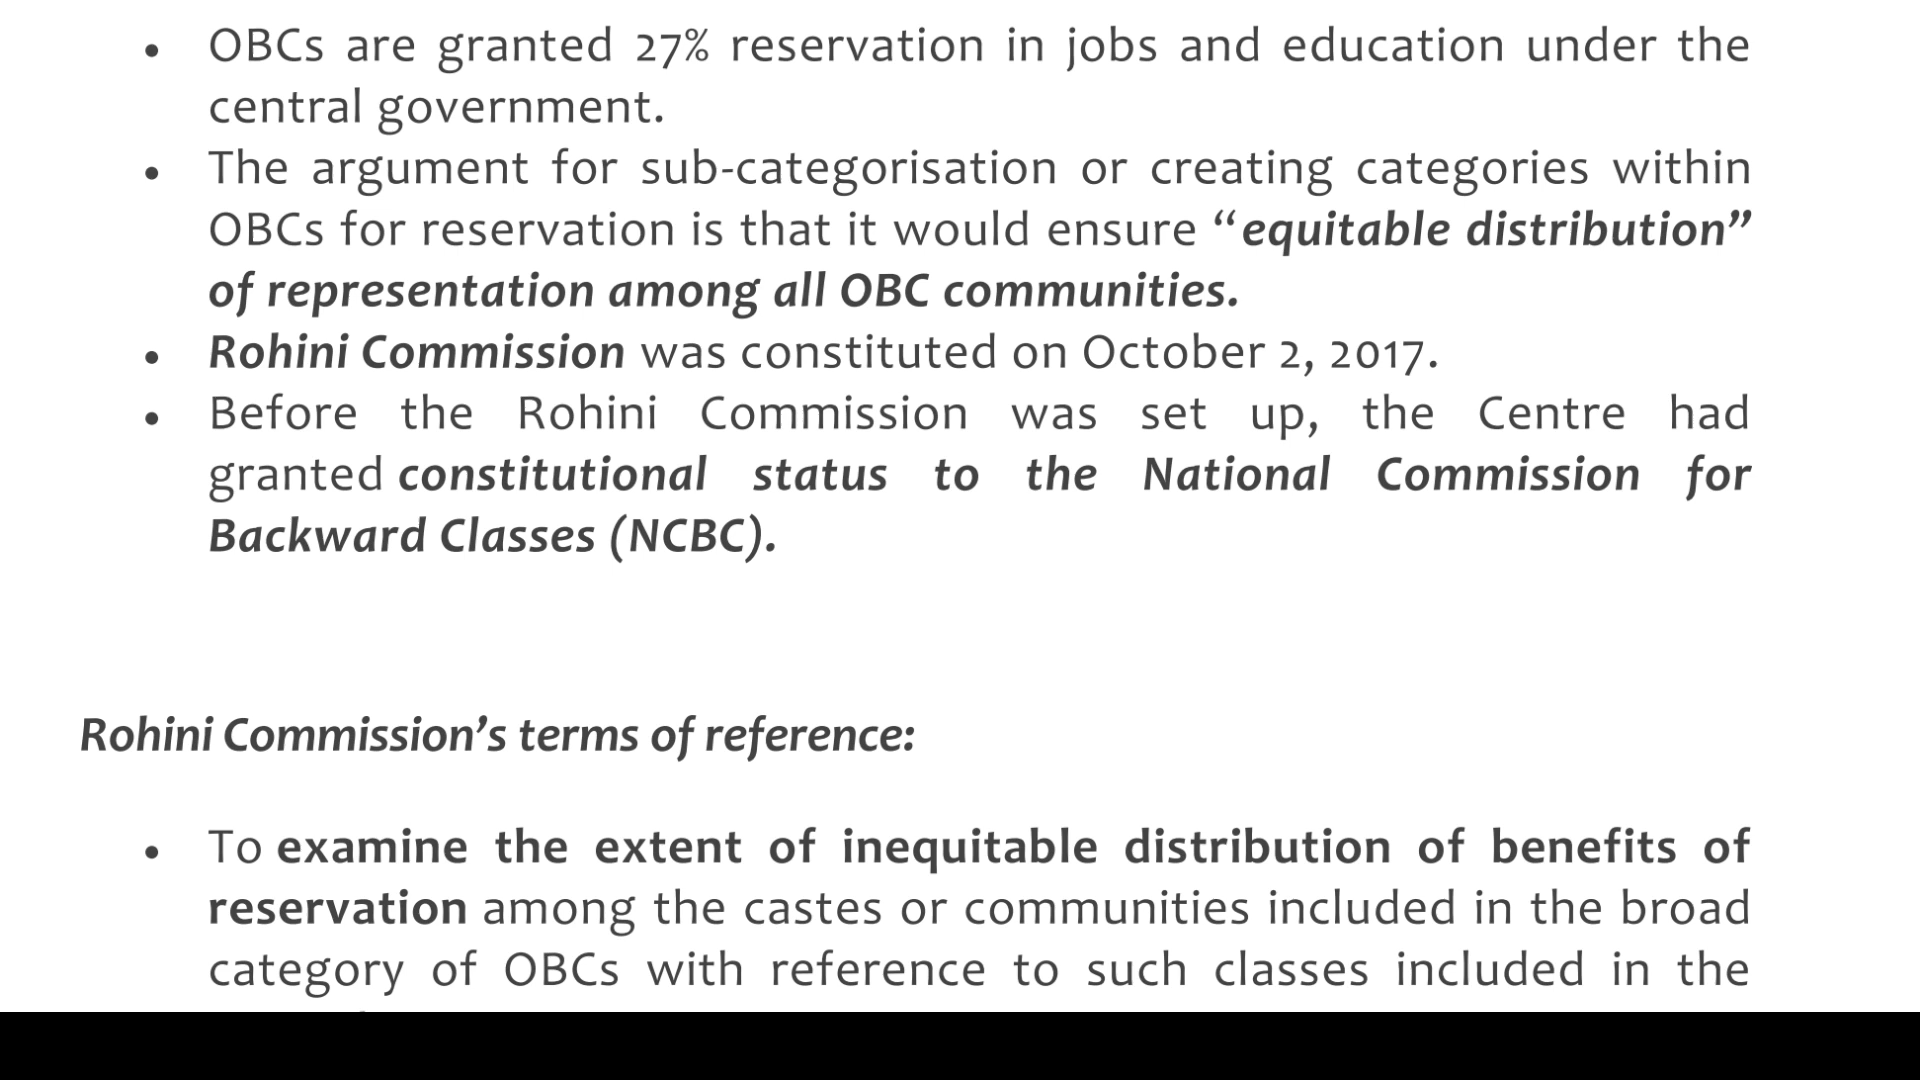 • OBCs are granted 27% reservation in jobs and education under the
central government.
• The argument for sub-categorisation or creating categories within
OBCs for reservation is that it would ensure “equitable distribution”
of representation among all OBC communities.
• Rohini Commission was constituted on October 2, 2017.
• Before the Rohini Commission was set up, the Centre had
granted constitutional status to the National Commission for
Backward Classes (NCBC).
Rohini Commission’s terms of reference:
• To examine the extent of inequitable distribution of benefits of
reservation among the castes or communities included in the broad
category of OBCs with reference to such classes included in the